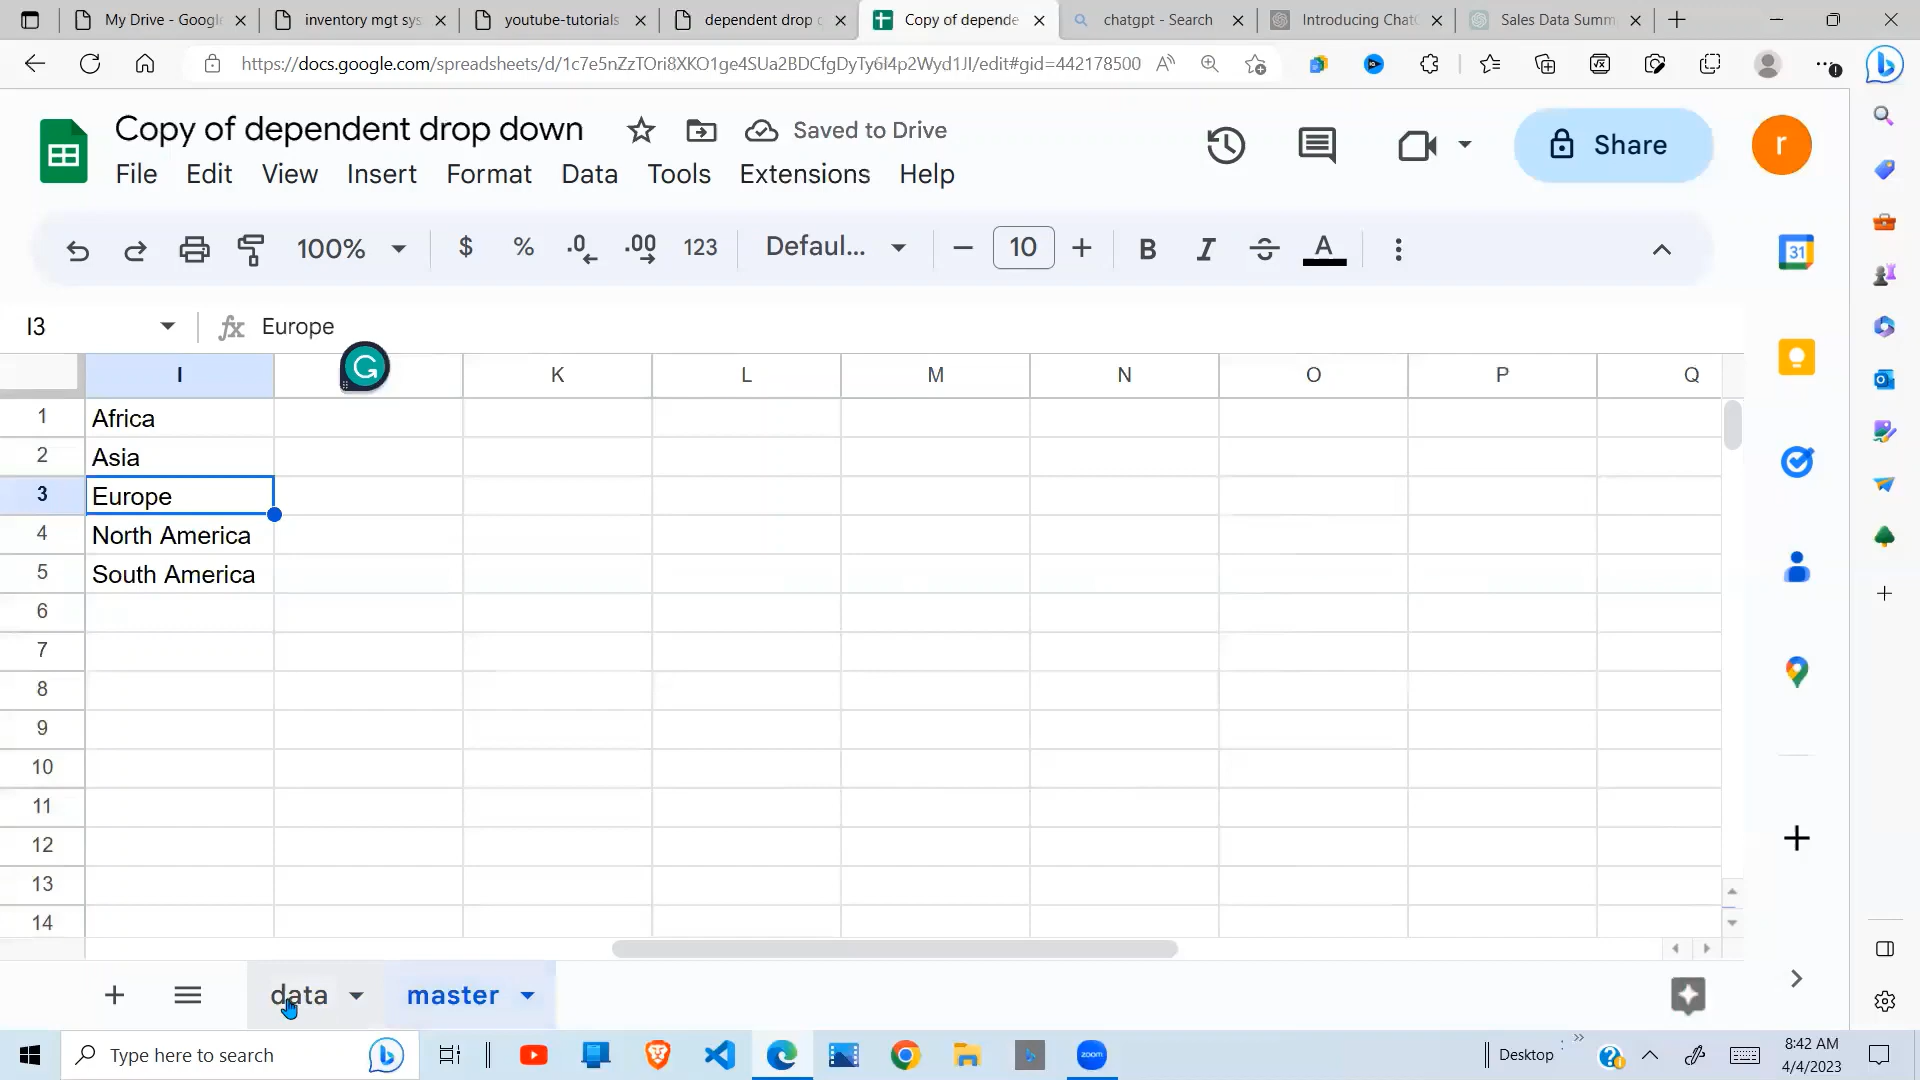 My Drive - Google
inventory mgt sys
youtube-tutorials
dependent drop
Copy of depende
chatgpt - Search
Introducing Chat
Sales Data Summ
https://docs.google.com/spreadsheets/d/1c7e5nZzTOri8XKO1ge4SUa2BDCfgDyTy6l4p2Wyd1JI/edit#gid=442178500
Copy of dependent drop down
Saved to Drive
Share
r
File Edit View Insert Format Data Tools Extensions Help
100% $ % .0 .00 123 Defaul... 10 B I S A
31
I3 fx Europe
I K L M N O P Q
1 Africa
2 Asia
3 Europe
4 North America
5 South America
6
7
8
9
10
11
12
13
14
data master
Type here to search
zoom
Desktop
8:42 AM
4/4/2023